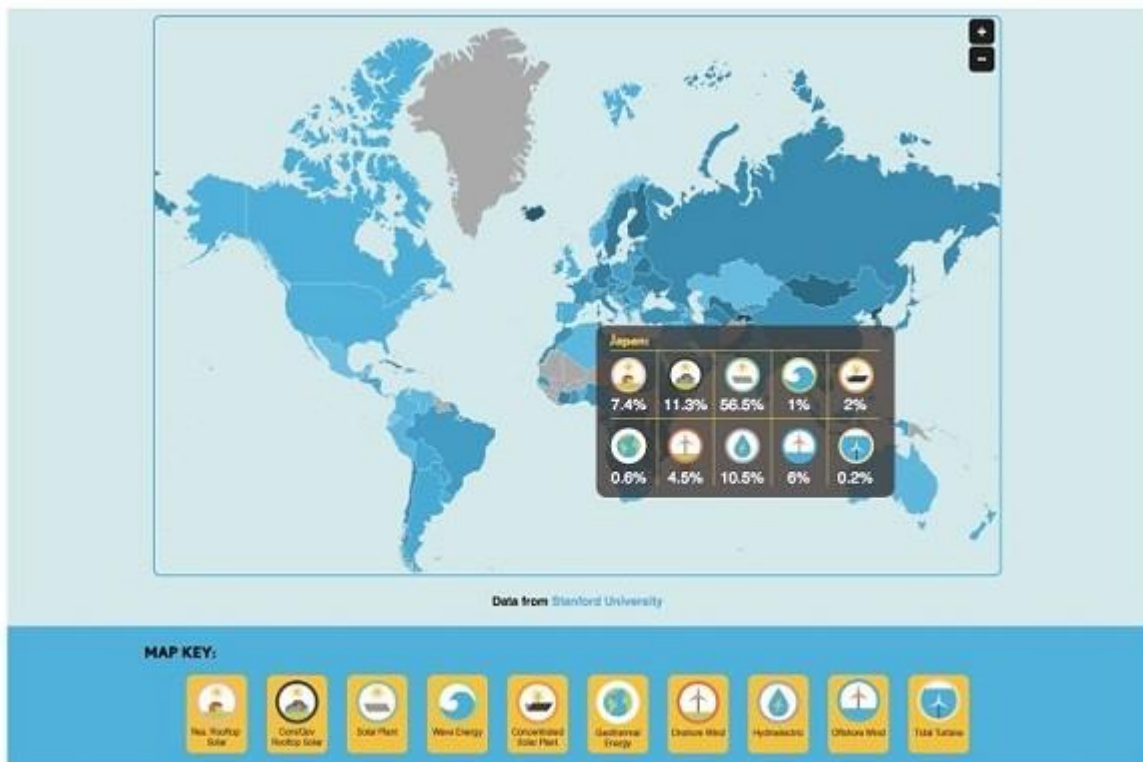 +
−
Japan:
7.4% 11.3% 56.5% 1% 2%
0.6% 4.5% 10.5% 6% 0.2%
Data from Stanford University
MAP KEY:
Res. Rooftop Solar
Com/Gov Rooftop Solar
Solar Plant
Wave Energy
Concentrated Solar Plant
Geothermal Energy
Onshore Wind
Hydroelectric
Offshore Wind
Tidal Turbine